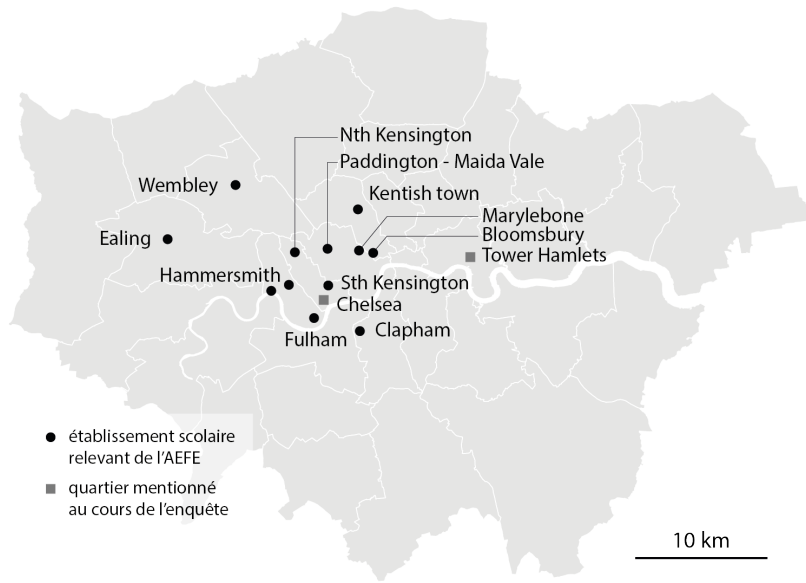 Nth Kensington
Paddington - Maida Vale
Wembley
Kentish town
Marylebone
Ealing
Bloomsbury
Tower Hamlets
Hammersmith
Sth Kensington
Chelsea
Fulham
Clapham
établissement scolaire
relevant de l'AEFE
quartier mentionné
au cours de l'enquête
10 km